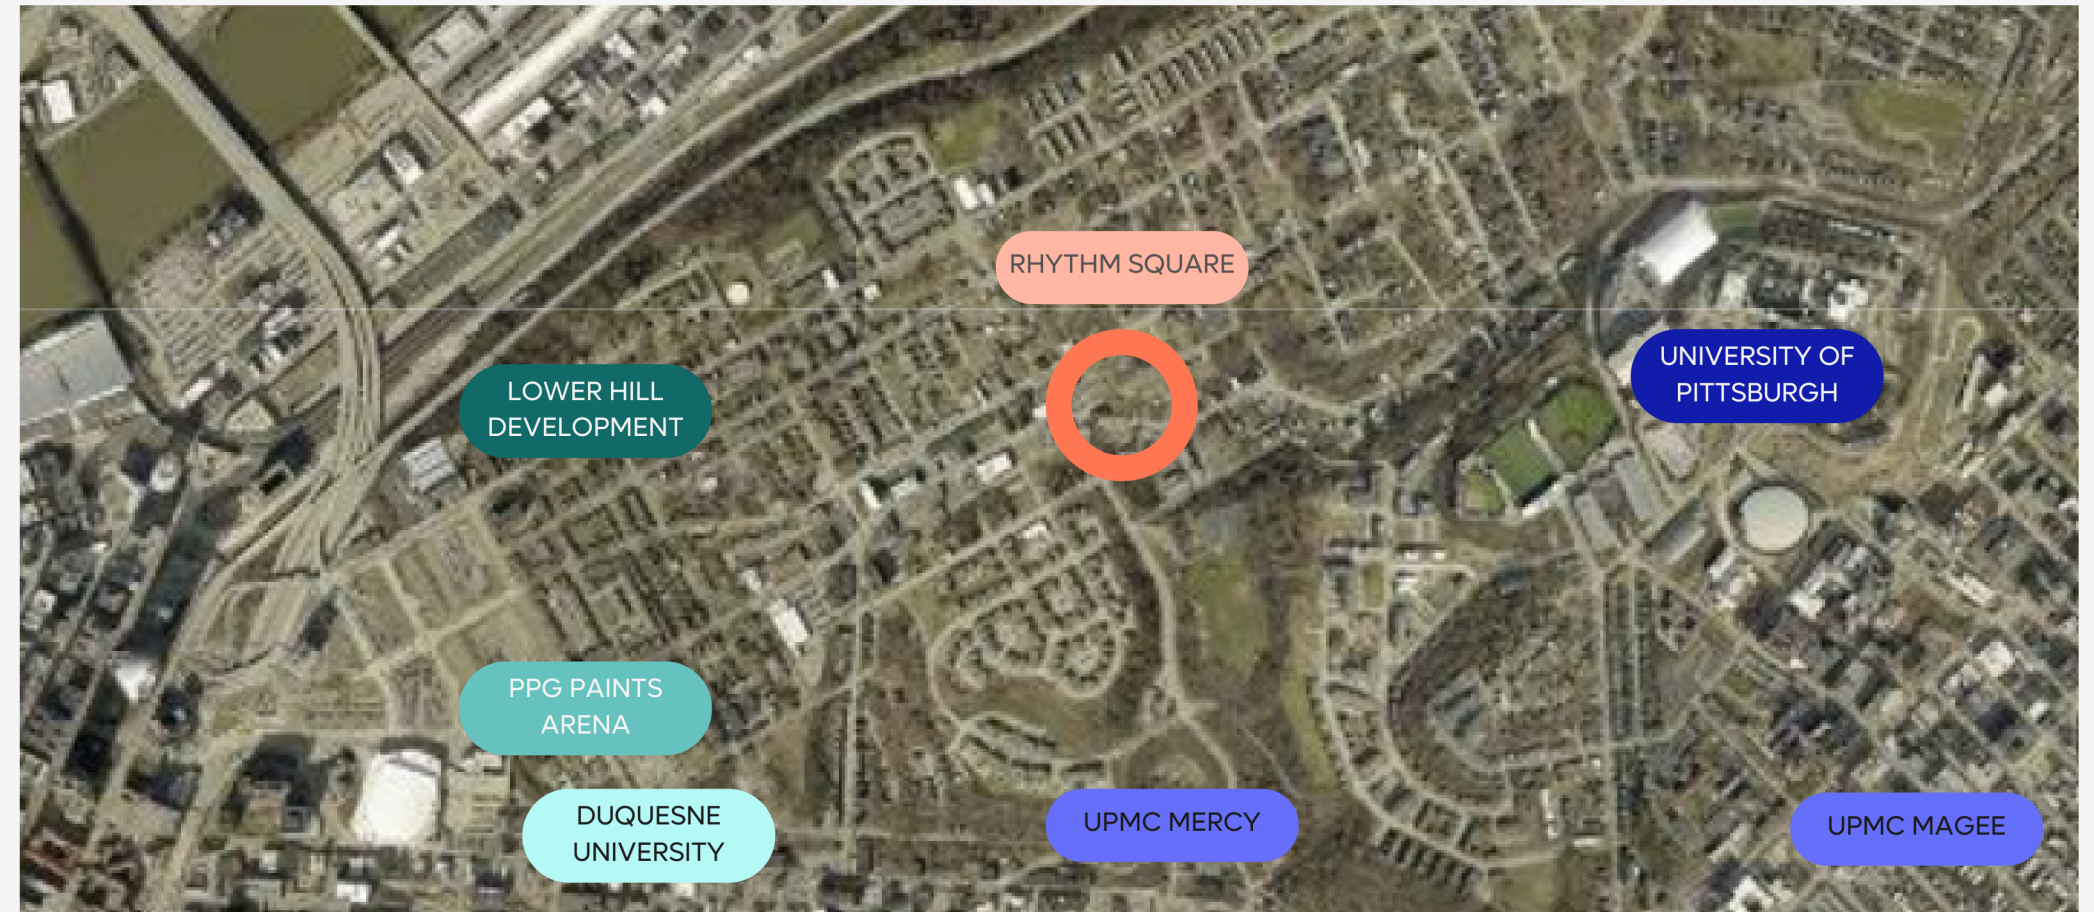 RHYTHM SQUARE
LOWER HILL
DEVELOPMENT
UNIVERSITY OF
PITTSBURGH
PPG PAINTS
ARENA
DUQUESNE
UNIVERSITY
UPMC MERCY
UPMC MAGEE